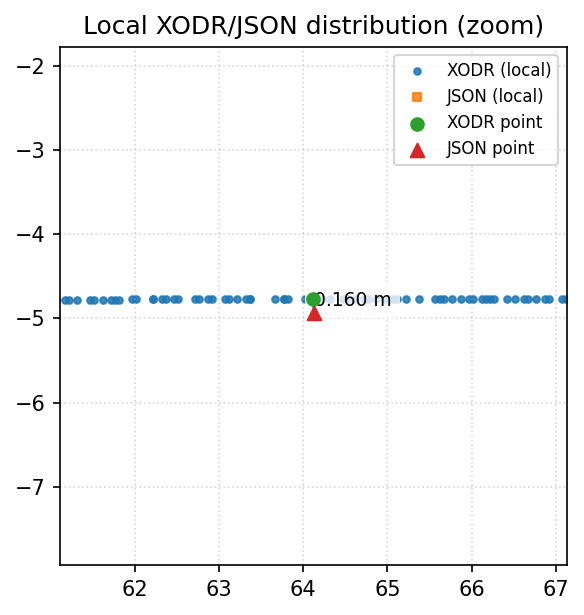 Local XODR/JSON distribution (zoom)
XODR (local)
JSON (local)
XODR point
JSON point
−2
−3
−4
0.160 m
−5
−6
−7
62 63 64 65 66 67